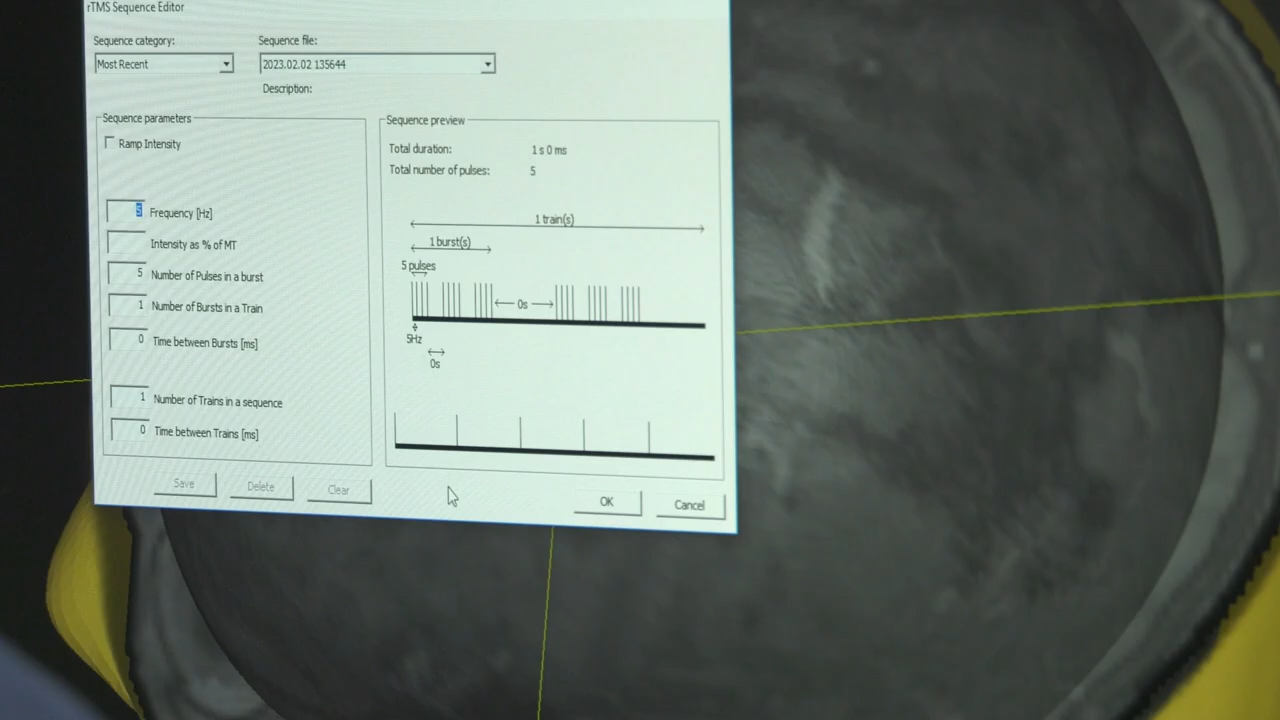 rTMS Sequence Editor
Sequence category:
Sequence file:
Most Recent
2023.02.02 135644
Description:
Sequence parameters
Ramp Intensity
5 Frequency [Hz]
Intensity as % of MT
5 Number of Pulses in a burst
1 Number of Bursts in a Train
0 Time between Bursts [ms]
1 Number of Trains in a sequence
0 Time between Trains [ms]
Save
Delete
Clear
Sequence preview
Total duration: 1 s 0 ms
Total number of pulses: 5
1 train(s)
1 burst(s)
5 pulses
0s
5Hz
0s
OK
Cancel